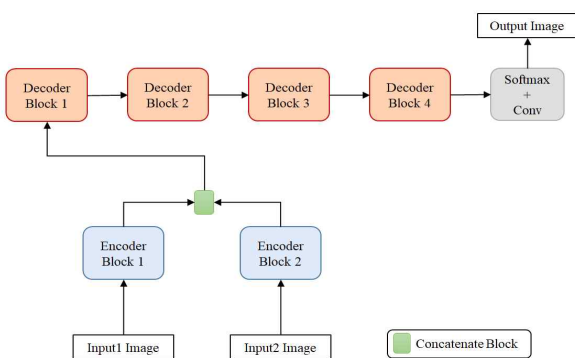 Output Image
Decoder
Block 1
Decoder
Block 2
Decoder
Block 3
Decoder
Block 4
Softmax
+
Conv
Encoder
Block 1
Encoder
Block 2
Input1 Image
Input2 Image
Concatenate Block